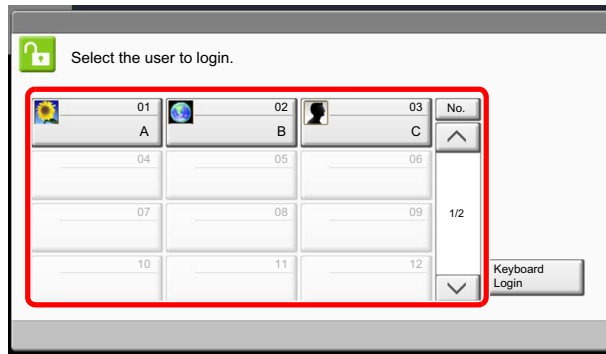 Select the user to login.
01 02 03 No.
A B C
04 05 06
07 08 09 1/2
10 11 12
Keyboard
Login